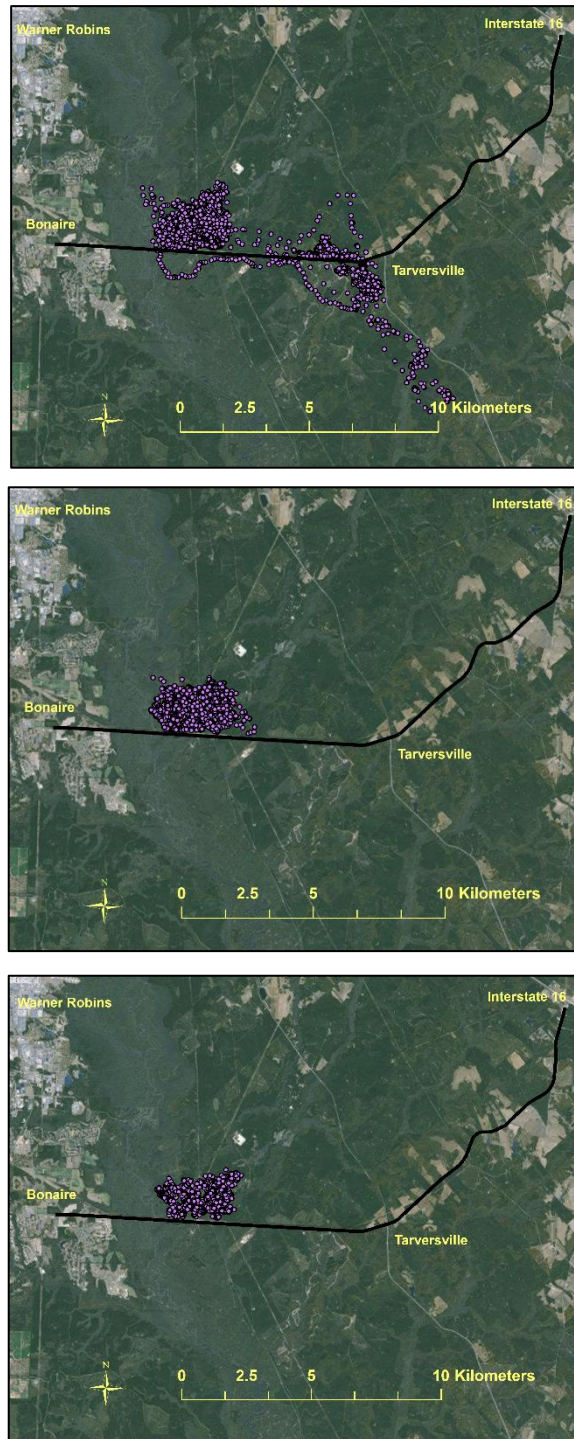 Warner Robins
Interstate 16
Bonaire
Tarversville
N
0 2.5 5 10 Kilometers
Warner Robins
Interstate 16
Bonaire
Tarversville
N
0 2.5 5 10 Kilometers
Warner Robins
Interstate 16
Bonaire
Tarversville
N
0 2.5 5 10 Kilometers